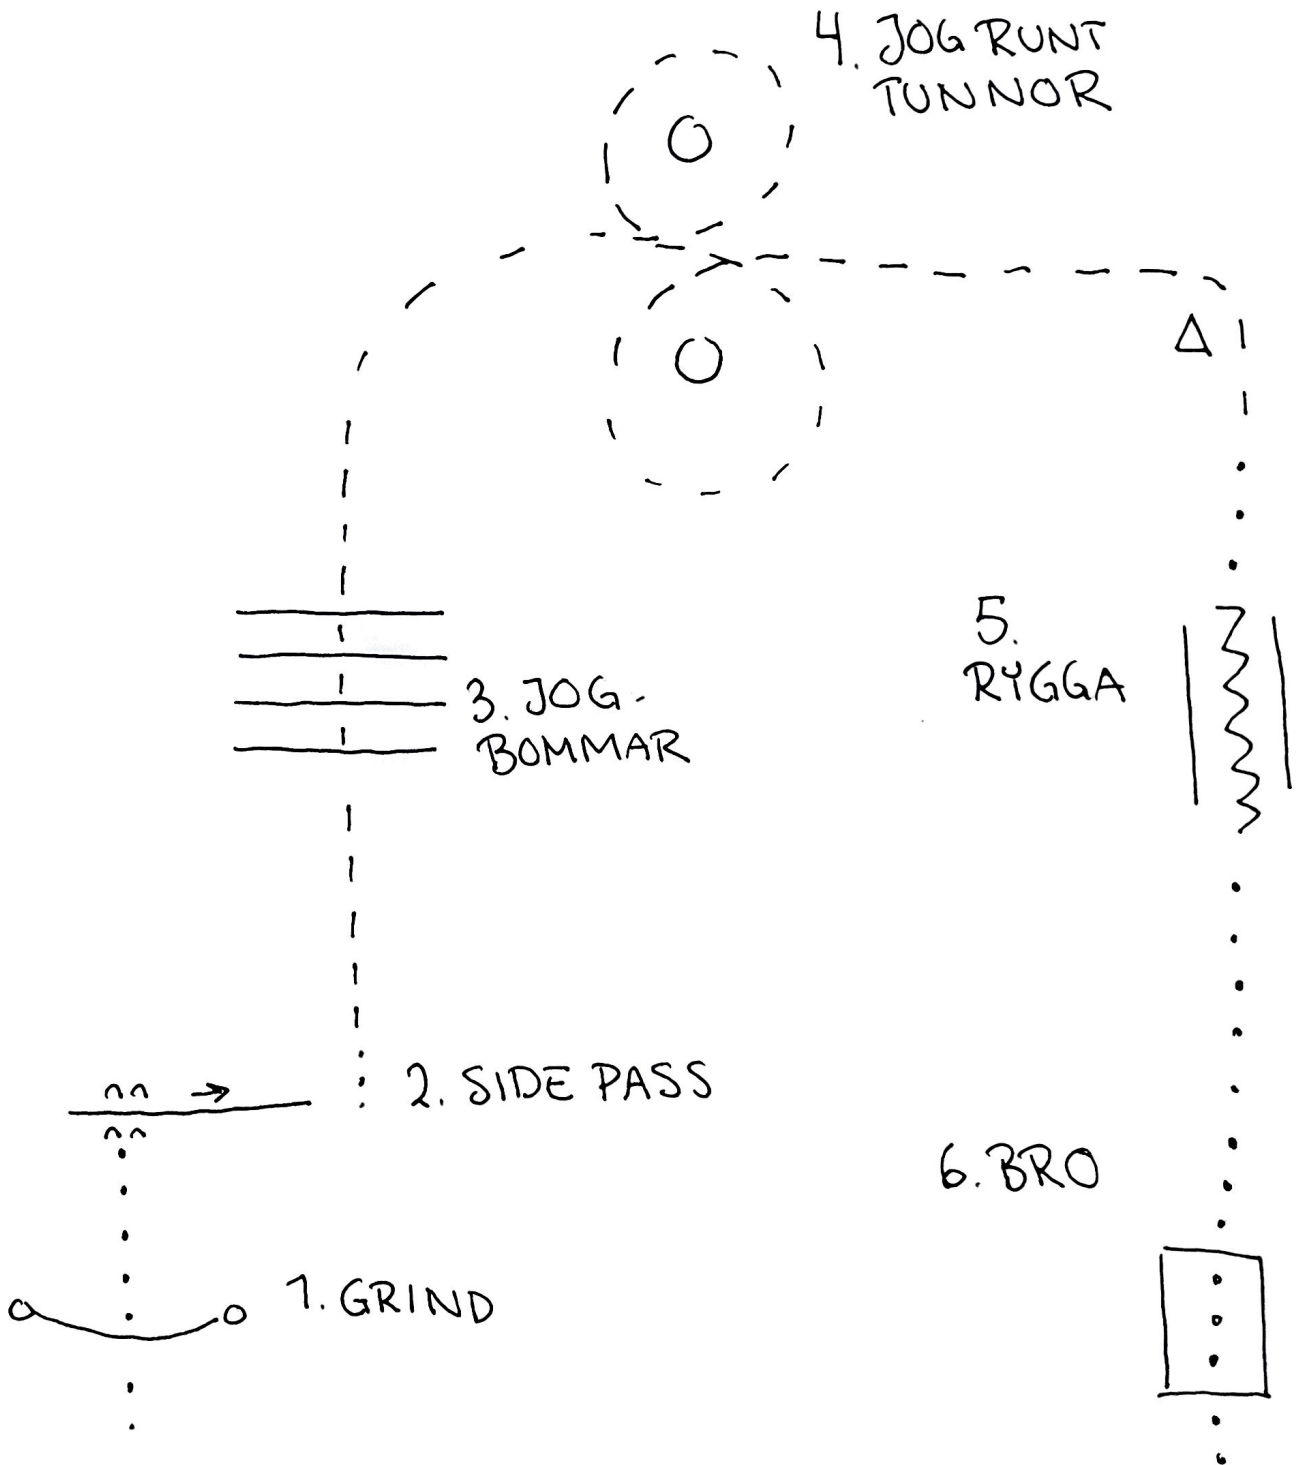 4. JOG RUNT
TUNNOR
3. JOG-
BOMMAR
5.
RYGGA
2. SIDE PASS
6. BRO
1. GRIND